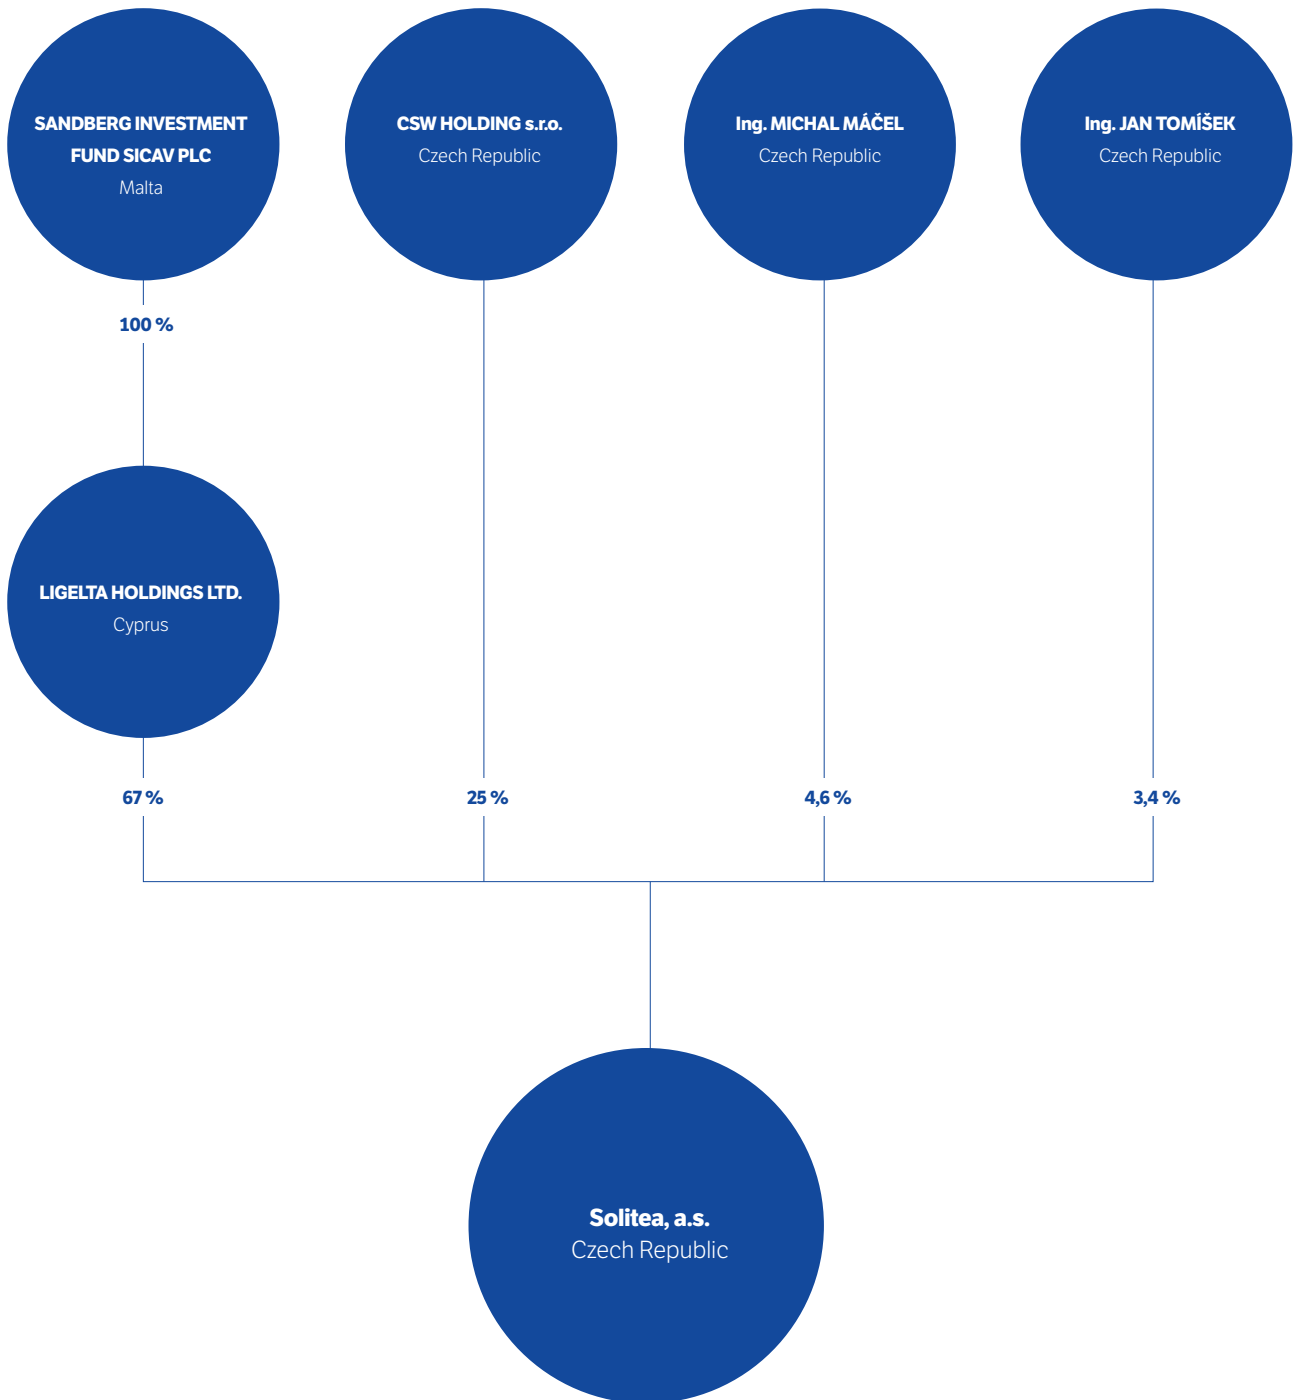 SANDBERG INVESTMENT
FUND SICAV PLC
Malta
CSW HOLDING s.r.o.
Czech Republic
Ing. MICHAL MÁČEL
Czech Republic
Ing. JAN TOMÍŠEK
Czech Republic
100 %
LIGELTA HOLDINGS LTD.
Cyprus
67 %
25 %
4,6 %
3,4 %
Solitea, a.s.
Czech Republic